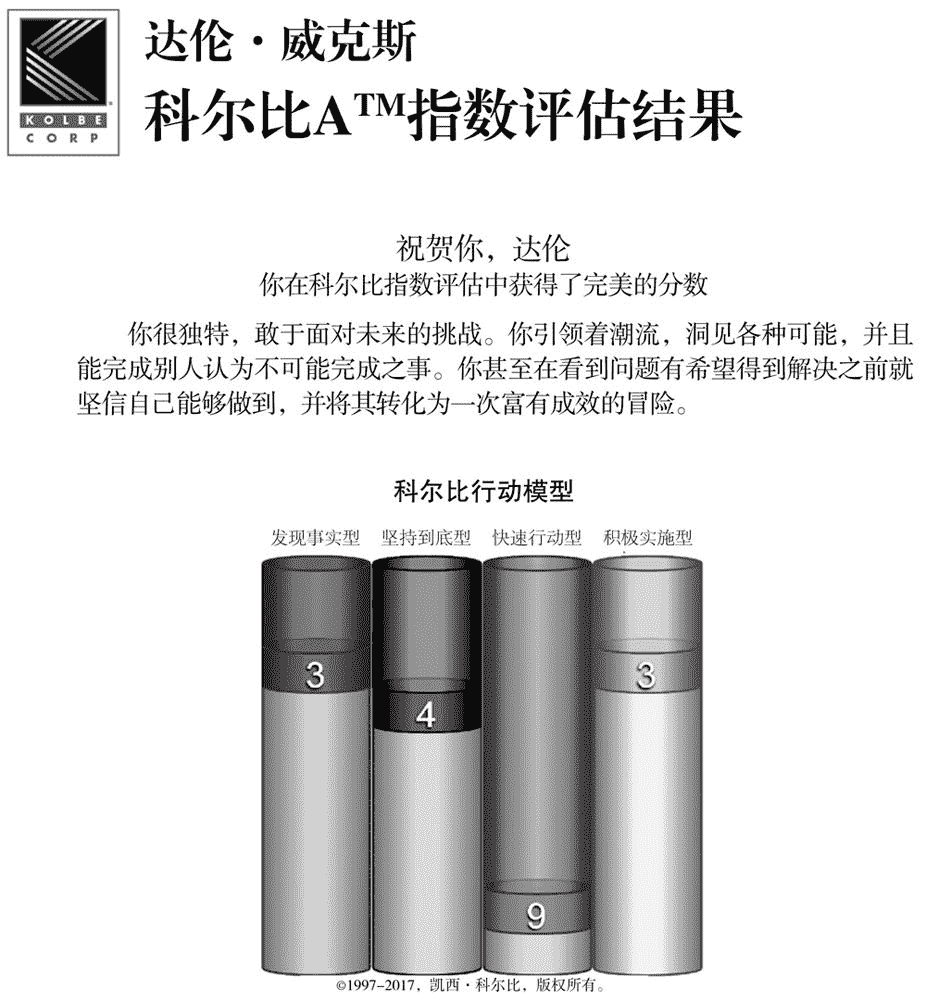 KOLBE
CORP
达伦·威克斯
科尔比A™指数评估结果
祝贺你，达伦
你在科尔比指数评估中获得了完美的分数
你很独特，敢于面对未来的挑战。你引领着潮流，洞见各种可能，并且
能完成别人认为不可能完成之事。你甚至在看到问题有希望得到解决之前就
坚信自己能够做到，并将其转化为一次富有成效的冒险。
科尔比行动模型
发现事实型 坚持到底型 快速行动型 积极实施型
3 4 9 3
©1997-2017，凯西·科尔比，版权所有。